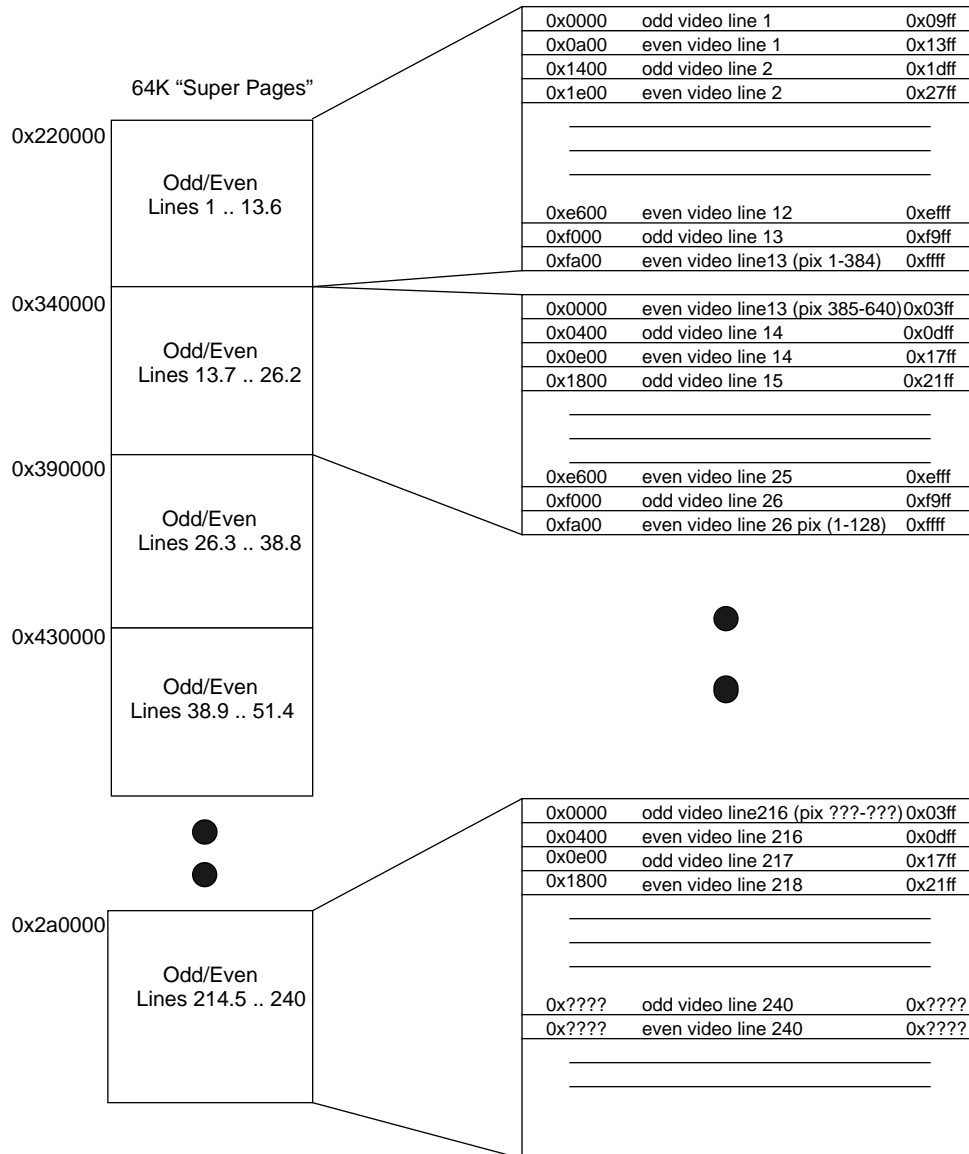 64K “Super Pages”
0x220000
Odd/Even
Lines 1 .. 13.6
0x340000
Odd/Even
Lines 13.7 .. 26.2
0x390000
Odd/Even
Lines 26.3 .. 38.8
0x430000
Odd/Even
Lines 38.9 .. 51.4
0x2a0000
Odd/Even
Lines 214.5 .. 240
0x0000 odd video line 1 0x09ff
0x0a00 even video line 1 0x13ff
0x1400 odd video line 2 0x1dff
0x1e00 even video line 2 0x27ff
0xe600 even video line 12 0xefff
0xf000 odd video line 13 0xf9ff
0xfa00 even video line13 (pix 1-384) 0xffff
0x0000 even video line13 (pix 385-640) 0x03ff
0x0400 odd video line 14 0x0dff
0x0e00 even video line 14 0x17ff
0x1800 odd video line 15 0x21ff
0xe600 even video line 25 0xefff
0xf000 odd video line 26 0xf9ff
0xfa00 even video line 26 pix (1-128) 0xffff
0x0000 odd video line216 (pix ???-???) 0x03ff
0x0400 even video line 216 0x0dff
0x0e00 odd video line 217 0x17ff
0x1800 even video line 218 0x21ff
0x???? odd video line 240 0x????
0x???? even video line 240 0x????